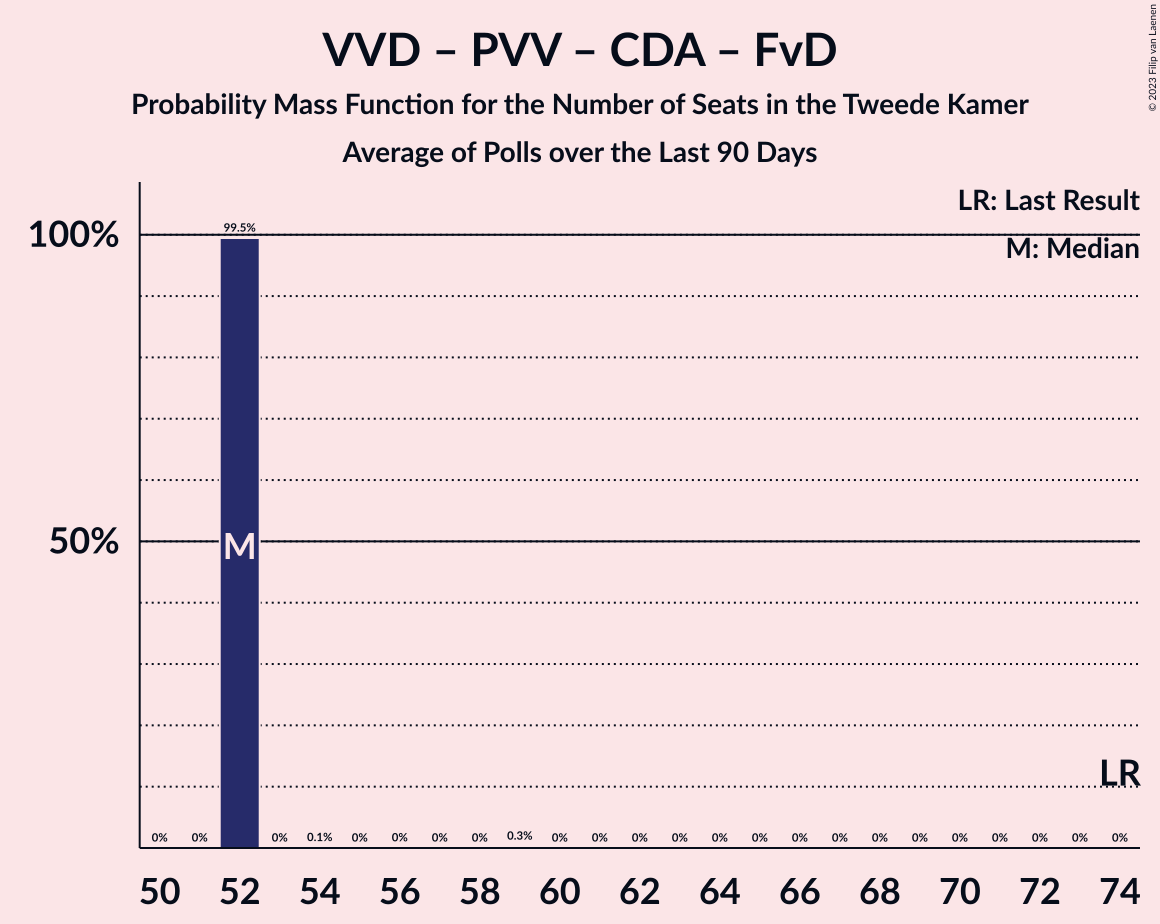 VVD – PVV – CDA – FvD
Probability Mass Function for the Number of Seats in the Tweede Kamer
Average of Polls over the Last 90 Days
© 2023 Filip van Laenen
LR: Last Result
M: Median
100%
50%
99.5%
M
LR
0% 0% 0% 0.1% 0% 0% 0% 0% 0.3% 0% 0% 0% 0% 0% 0% 0% 0% 0% 0% 0% 0% 0% 0% 0%
50 52 54 56 58 60 62 64 66 68 70 72 74